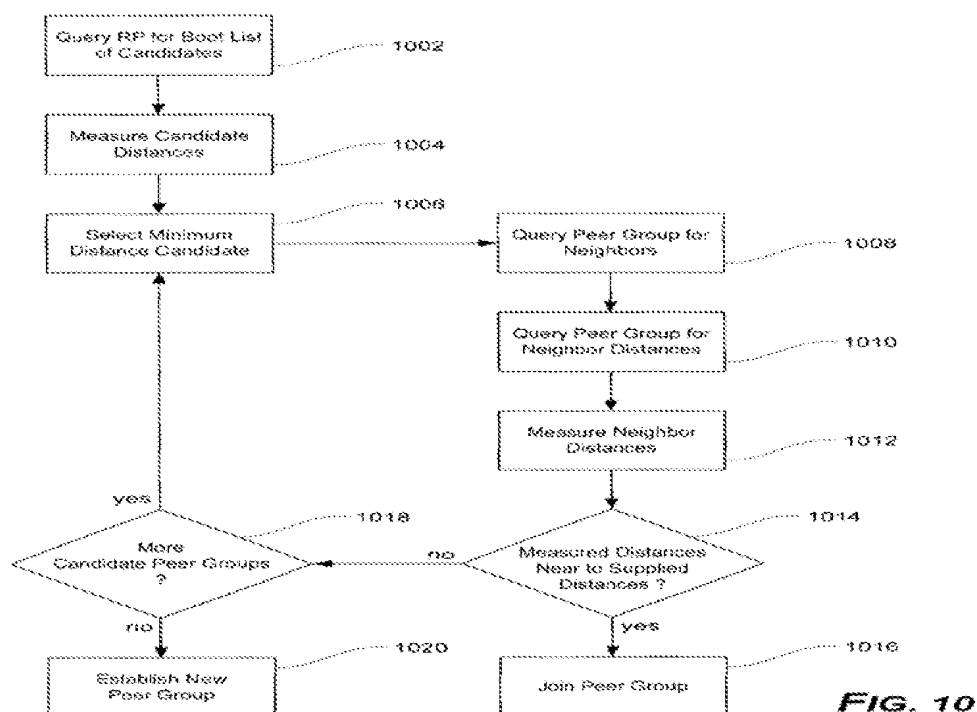 Query RP for Boot List
of Candidates
1002
Measure Candidate
Distances
1004
1006
Select Minimum
Distance Candidate
Query Peer Group for
Neighbors
1008
Query Peer Group for
Neighbor Distances
1010
Measure Neighbor
Distances
1012
yes
1018
More
Candidate Peer Groups
?
no
1014
Measured Distances
Near to Supplied
Distances ?
no
yes
1020
Establish New
Peer Group
1016
Join Peer Group
FIG. 10